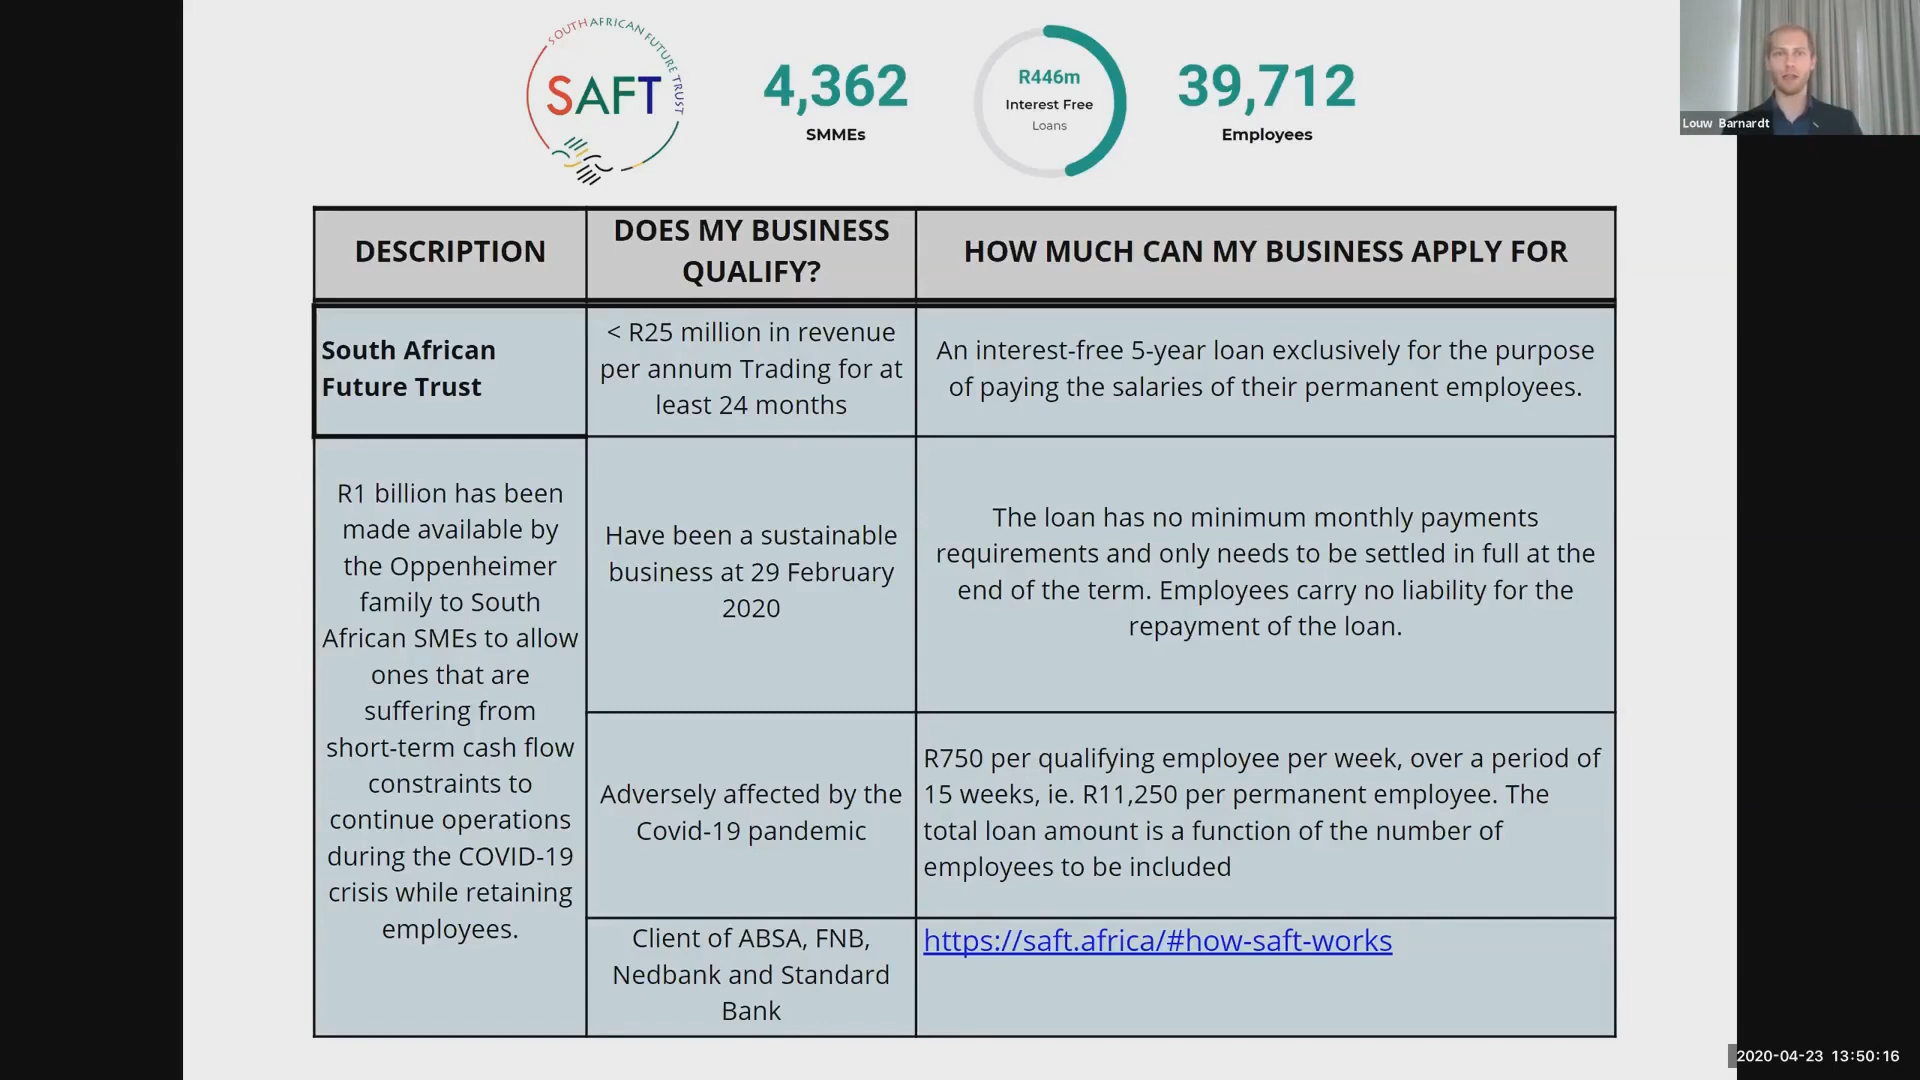 SOUTH AFRICAN FUTURE TRUST
SAFT
4,362
SMMEs
R446m
Interest Free
Loans
39,712
Employees
Louw Barnardt
DESCRIPTION
DOES MY BUSINESS
QUALIFY?
HOW MUCH CAN MY BUSINESS APPLY FOR
South African
Future Trust
< R25 million in revenue
per annum Trading for at
least 24 months
An interest-free 5-year loan exclusively for the purpose
of paying the salaries of their permanent employees.
R1 billion has been
made available by
the Oppenheimer
family to South
African SMEs to allow
ones that are
suffering from
short-term cash flow
constraints to
continue operations
during the COVID-19
crisis while retaining
employees.
Have been a sustainable
business at 29 February
2020
The loan has no minimum monthly payments
requirements and only needs to be settled in full at the
end of the term. Employees carry no liability for the
repayment of the loan.
Adversely affected by the
Covid-19 pandemic
R750 per qualifying employee per week, over a period of
15 weeks, ie. R11,250 per permanent employee. The
total loan amount is a function of the number of
employees to be included
Client of ABSA, FNB,
Nedbank and Standard
Bank
https://saft.africa/#how-saft-works
2020-04-23 13:50:16